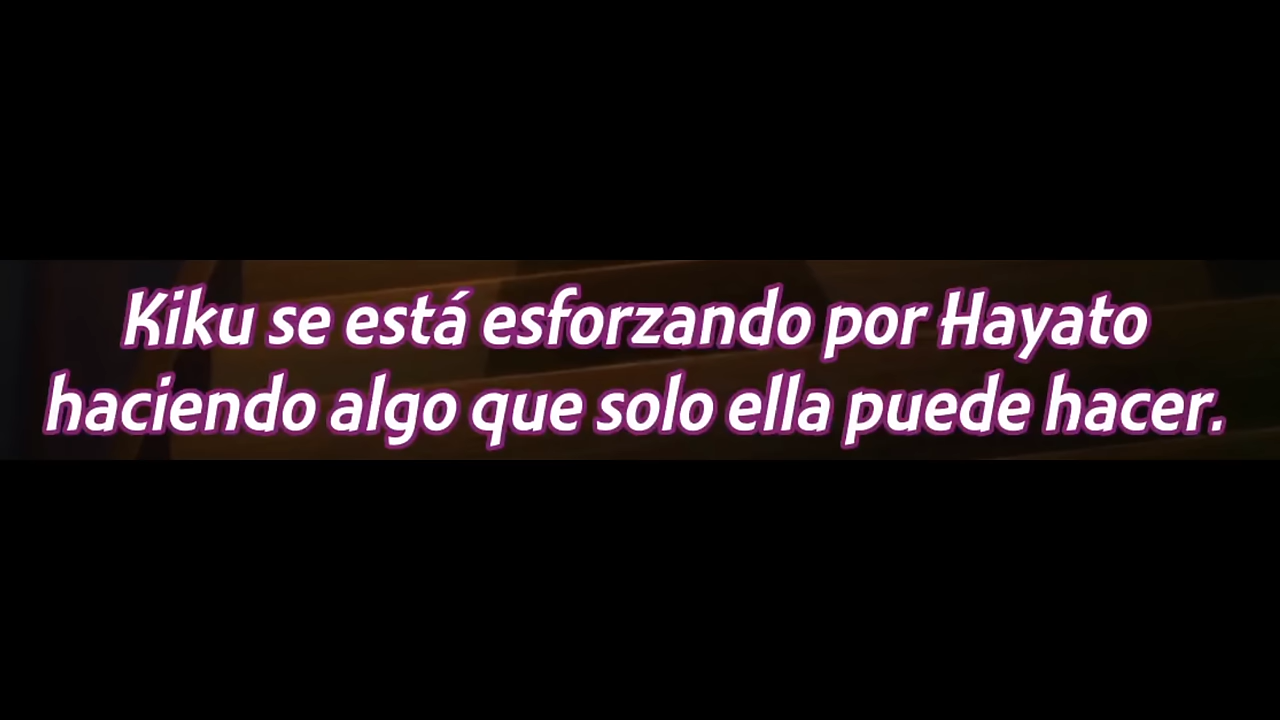 Kiku se está esforzando por Hayato
haciendo algo que solo ella puede hacer.